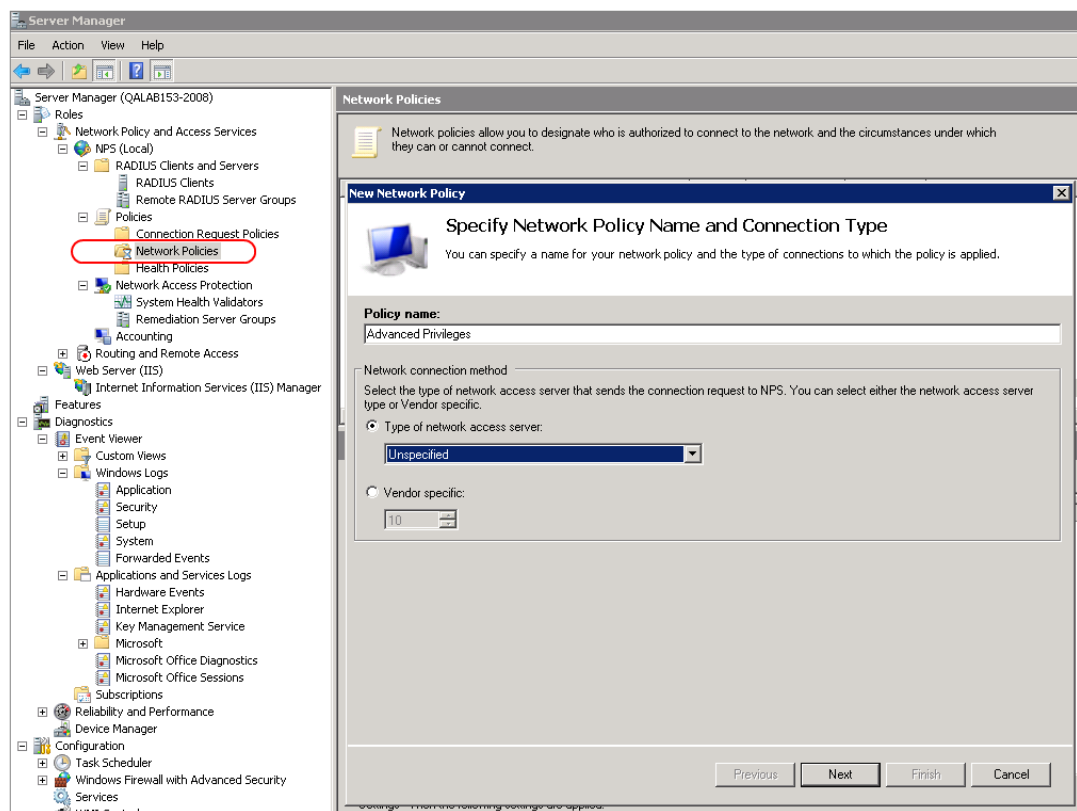 Server Manager
File Action View Help
Server Manager (QALAB153-2008)
Roles
Network Policy and Access Services
NPS (Local)
RADIUS Clients and Servers
RADIUS Clients
Remote RADIUS Server Groups
Policies
Connection Request Policies
Network Policies
Health Policies
Network Access Protection
System Health Validators
Remediation Server Groups
Accounting
Routing and Remote Access
Web Server (IIS)
Internet Information Services (IIS) Manager
Features
Diagnostics
Event Viewer
Custom Views
Windows Logs
Application
Security
Setup
System
Forwarded Events
Applications and Services Logs
Hardware Events
Internet Explorer
Key Management Service
Microsoft
Microsoft Office Diagnostics
Microsoft Office Sessions
Subscriptions
Reliability and Performance
Device Manager
Configuration
Task Scheduler
Windows Firewall with Advanced Security
Services
Network Policies
Network policies allow you to designate who is authorized to connect to the network and the circumstances under which
they can or cannot connect.
New Network Policy
Specify Network Policy Name and Connection Type
You can specify a name for your network policy and the type of connections to which the policy is applied.
Policy name:
Advanced Privileges
Network connection method
Select the type of network access server that sends the connection request to NPS. You can select either the network access server
type or Vendor specific.
Type of network access server:
Unspecified
Vendor specific:
10
Previous Next Finish Cancel